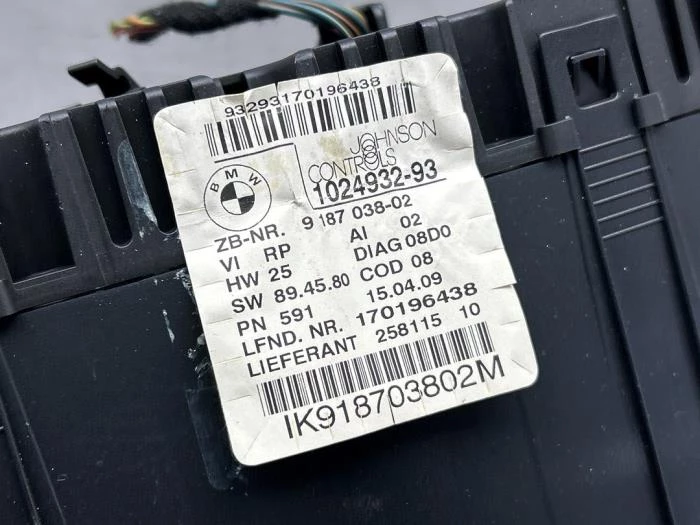 93293170196438
BMW
JOHNSON
CONTROLS
1024932-93
ZB-NR. 9 187 038-02
VI RP AI 02
HW 25 DIAG 08D0
SW 89.45.80 COD 08
PN 591 15.04.09
LFND. NR. 170196438
LIEFERANT 258115 10
IK918703802M